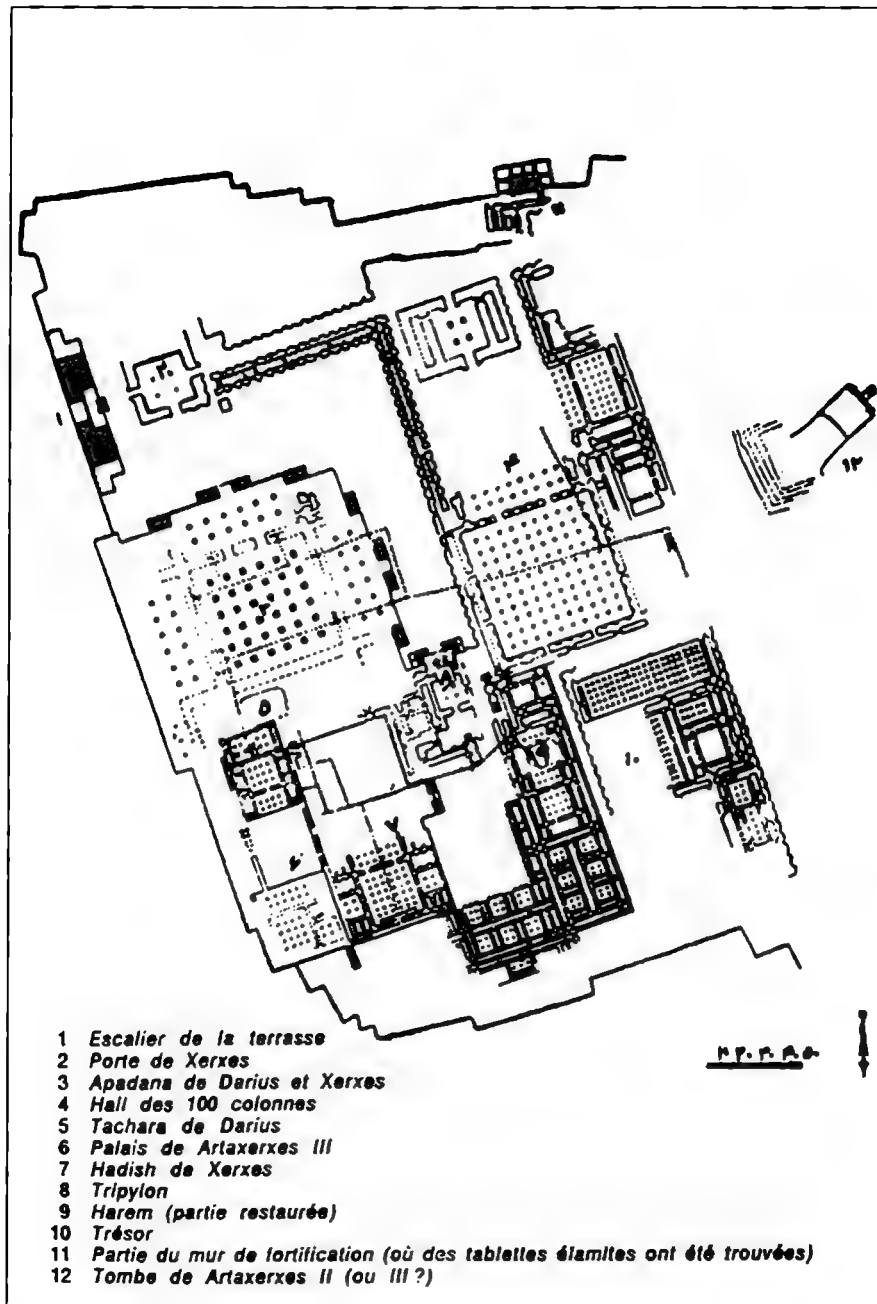 1 Escalier de la terrasse
2 Porte de Xerxes
3 Apadana de Darius et Xerxes
4 Hall des 100 colonnes
5 Tachara de Darius
6 Palais de Artaxerxes III
7 Hadish de Xerxes
8 Tripylon
9 Harem (partie restaurée)
10 Trésor
11 Partie du mur de fortification (où des tablettes élamites ont été trouvées)
12 Tombe de Artaxerxes II (ou III ?)